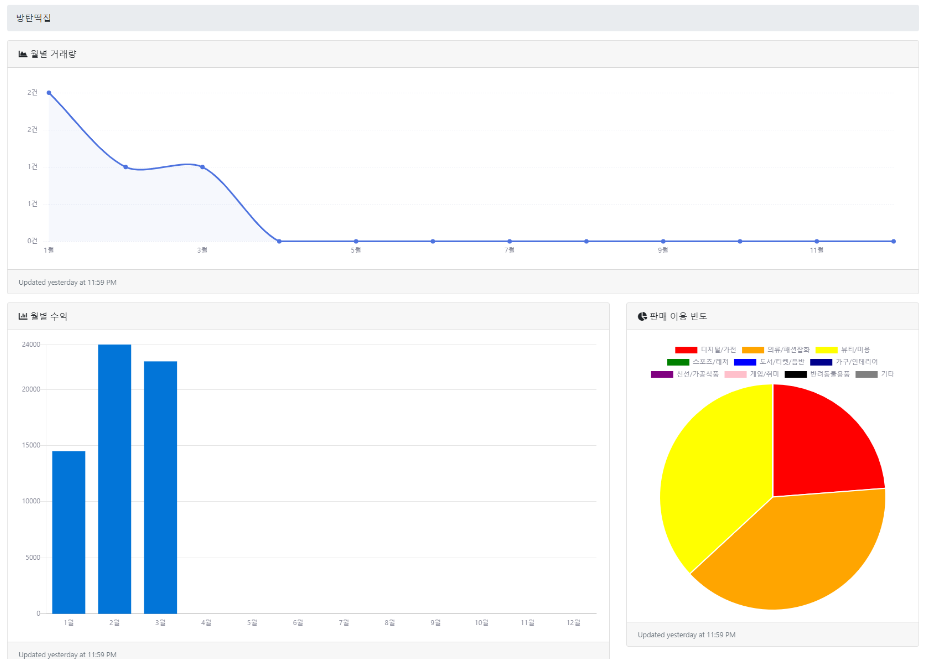 방탄떡집
월별 거래량
2건
2건
1건
1건
0건
1월 3월 5월 7월 9월 11월
Updated yesterday at 11:59 PM
월별 수익
24000
20000
15000
10000
5000
0
1월 2월 3월 4월 5월 6월 7월 8월 9월 10월 11월 12월
Updated yesterday at 11:59 PM
판매 이용 빈도
디지털/가전 의류/패션잡화 뷰티/미용
스포츠/레저 도서/티켓/음반 가구/인테리어
신선/가공식품 게임/취미 반려동물용품 기타
Updated yesterday at 11:59 PM